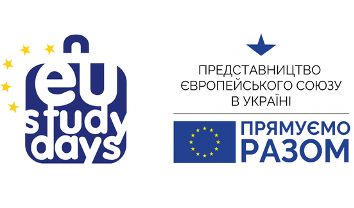 eu
study
days
ПРЕДСТАВНИЦТВО
ЄВРОПЕЙСЬКОГО СОЮЗУ
В УКРАЇНІ
ПРЯМУЄМО
РАЗОМ